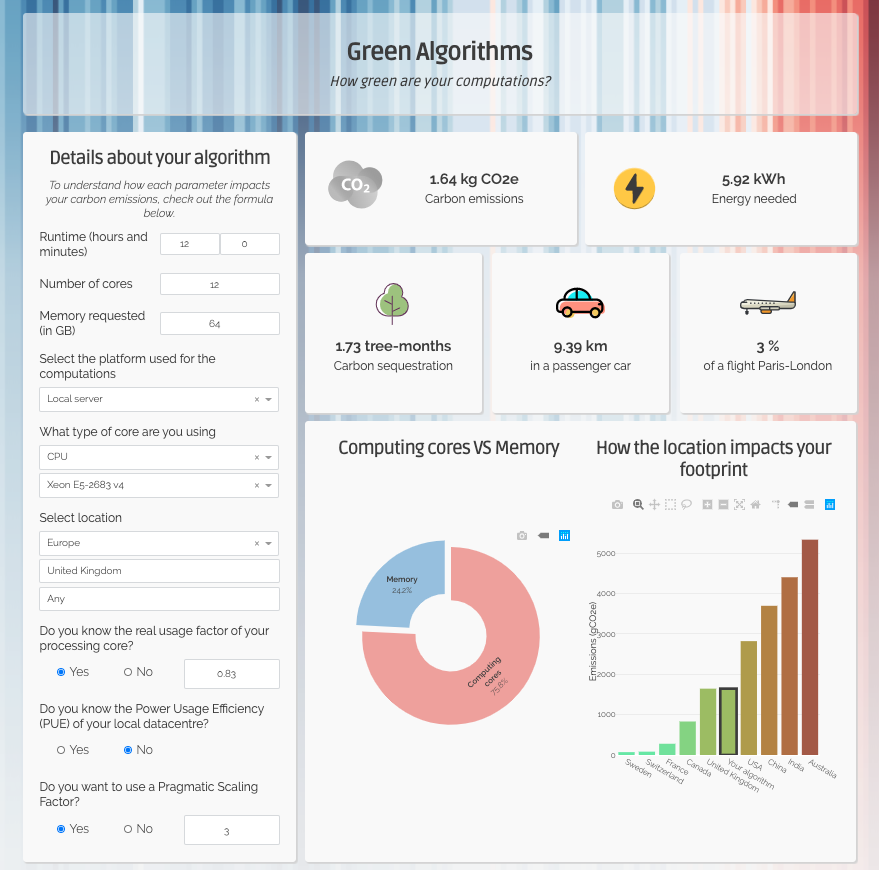 Green Algorithms
How green are your computations?
Details about your algorithm
To understand how each parameter impacts
your carbon emissions, check out the formula
below.
Runtime (hours and
minutes)
12
0
Number of cores
12
Memory requested
(in GB)
64
Select the platform used for the
computations
Local server
What type of core are you using
CPU
Xeon E5-2683 v4
Select location
Europe
United Kingdom
Any
Do you know the real usage factor of your
processing core?
Yes
No
0.83
Do you know the Power Usage Efficiency
(PUE) of your local datacentre?
Yes
No
Do you want to use a Pragmatic Scaling
Factor?
Yes
No
3
CO2
1.64 kg CO2e
Carbon emissions
5.92 kWh
Energy needed
1.73 tree-months
Carbon sequestration
9.39 km
in a passenger car
3 %
of a flight Paris-London
Computing cores VS Memory
Memory
24.2%
Computing
cores
75.8%
How the location impacts your
footprint
Emissions (gCO2e)
5000
4000
3000
2000
1000
0
Sweden
Switzerland
France
Canada
United Kingdom
Your algorithm
USA
China
India
Australia